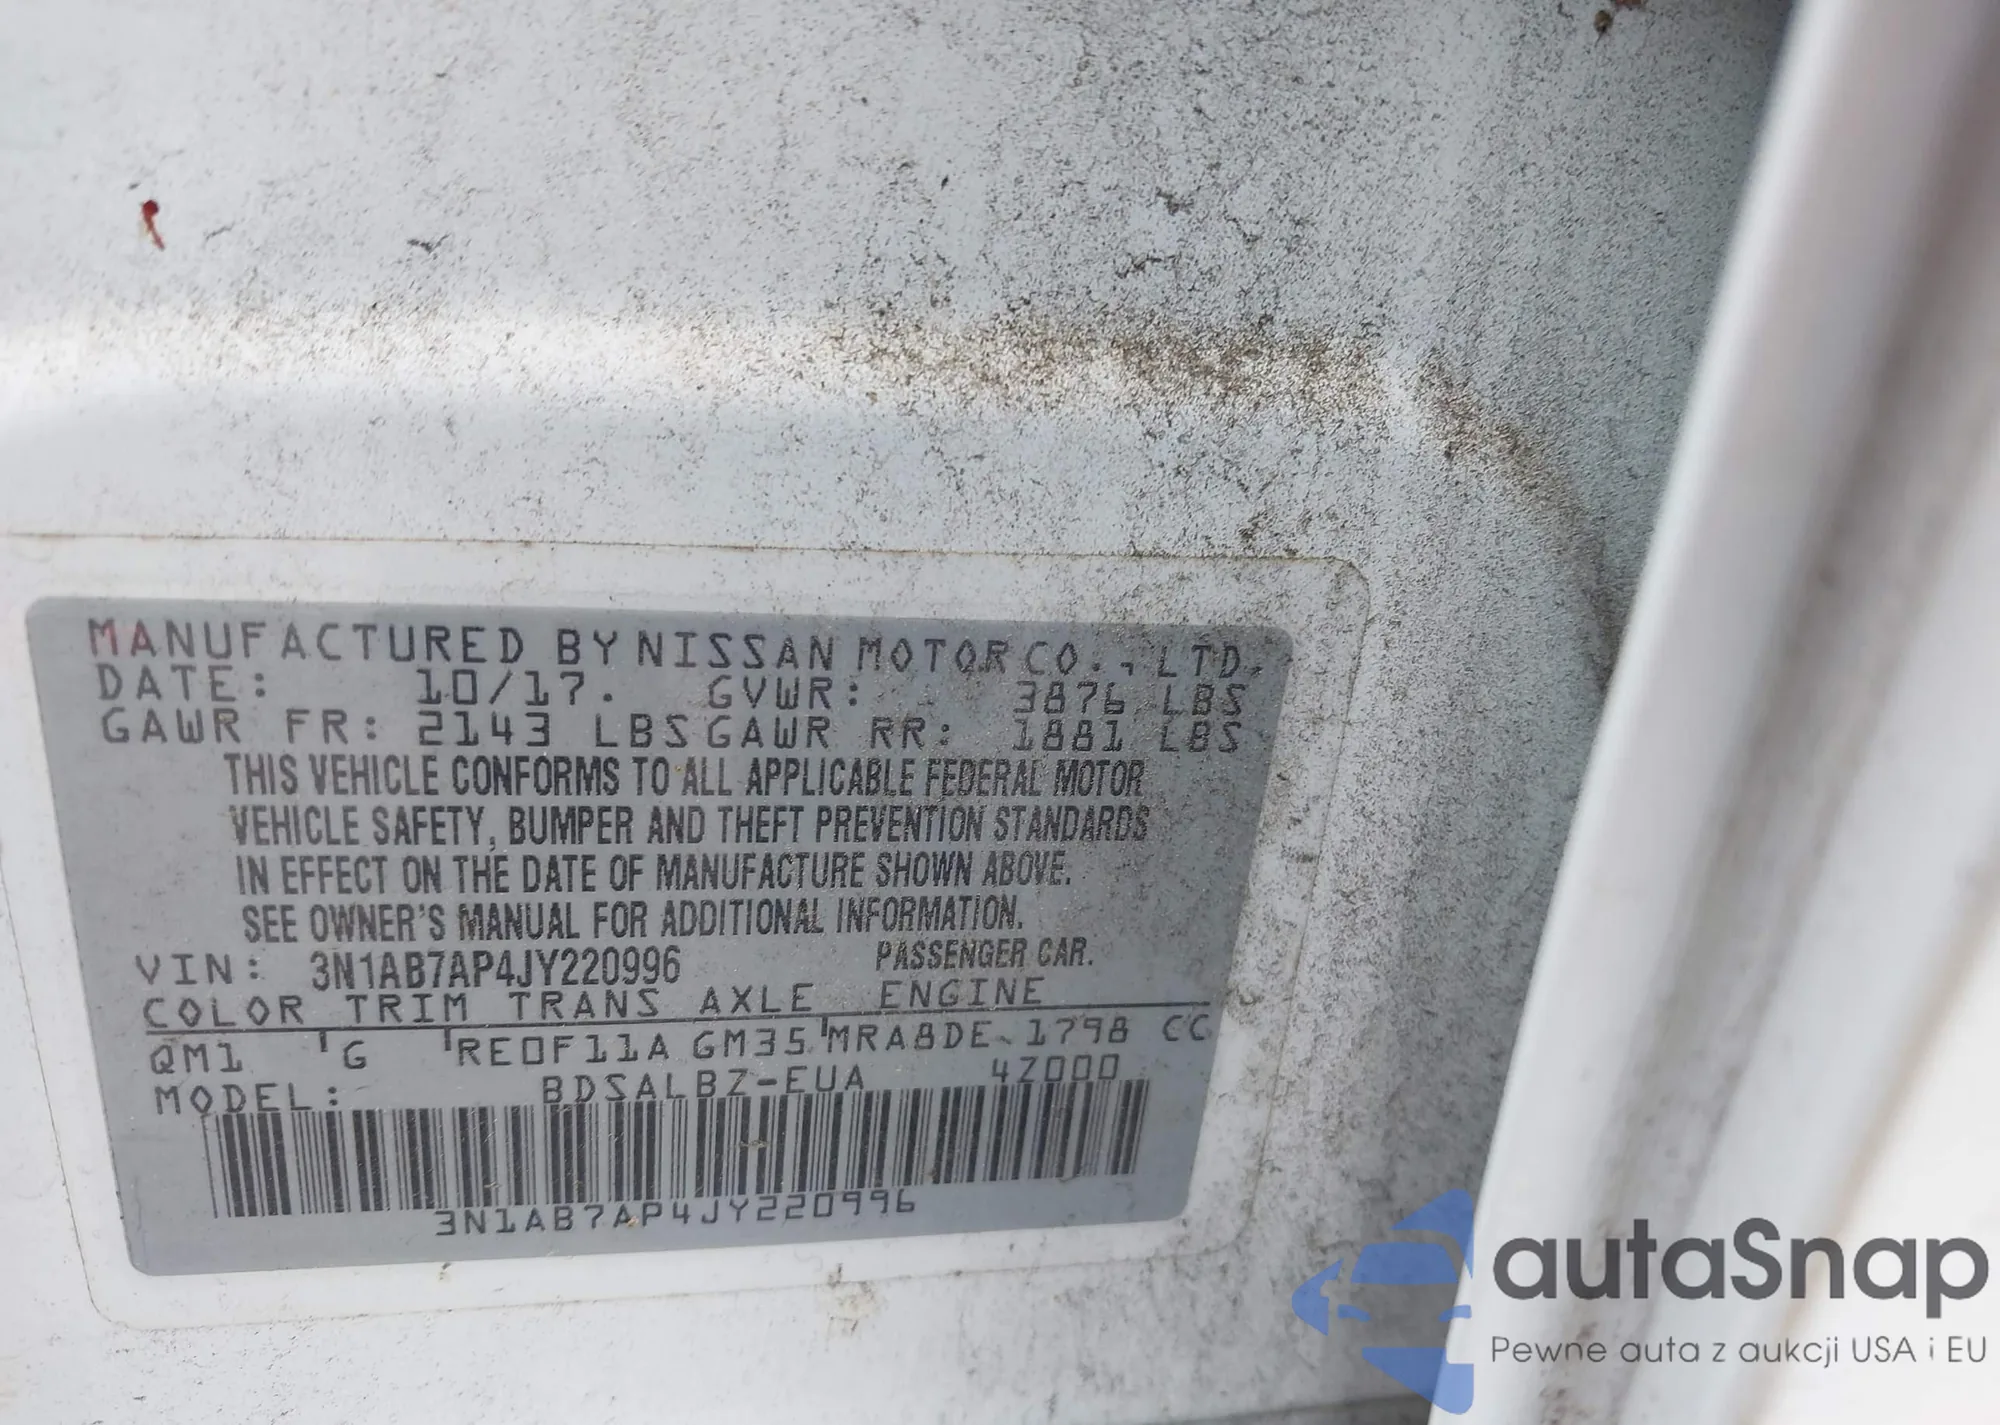 MANUFACTURED BY NISSAN MOTOR CO., LTD.
DATE: 10/17. GVWR: 3876 LBS
GAWR FR: 2143 LBS GAWR RR: 1881 LBS
THIS VEHICLE CONFORMS TO ALL APPLICABLE FEDERAL MOTOR
VEHICLE SAFETY, BUMPER AND THEFT PREVENTION STANDARDS
IN EFFECT ON THE DATE OF MANUFACTURE SHOWN ABOVE.
SEE OWNER'S MANUAL FOR ADDITIONAL INFORMATION.
VIN: 3N1AB7AP4JY220996 PASSENGER CAR.
COLOR TRIM TRANS AXLE ENGINE
QM1 G RE0F11A GM35 MRA8DE 1798 CC
MODEL: BDSALBZ-EUA 4Z000
3N1AB7AP4JY220996
autaSnap
Pewne auta z aukcji USA i EU